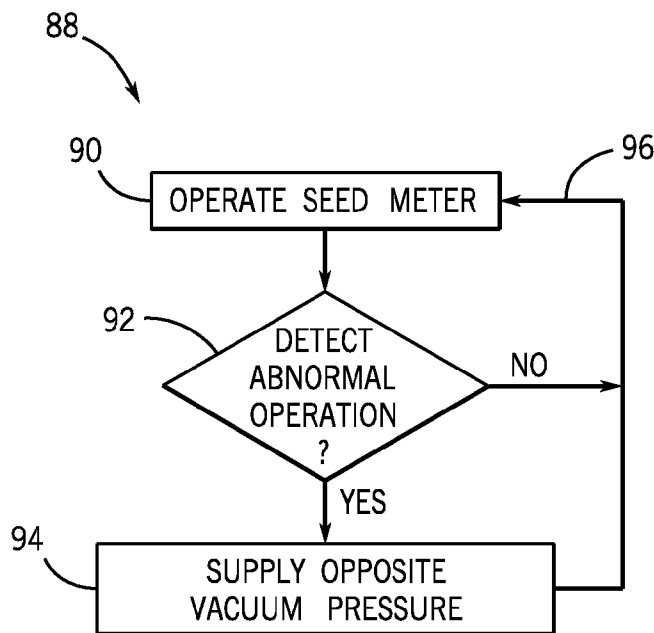 88
90
96
OPERATE SEED METER
92
DETECT
ABNORMAL
OPERATION
?
NO
YES
94
SUPPLY OPPOSITE
VACUUM PRESSURE